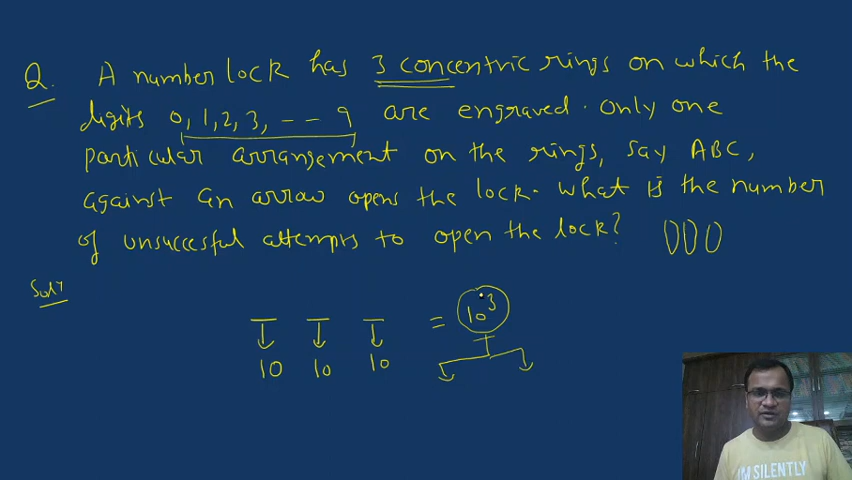 Q. A number lock has 3 concentric rings on which the
digits 0, 1, 2, 3, -- -- 9 are engraved. Only one
particular arrangement on the rings, say ABC,
against an arrow opens the lock. What is the number
of unsuccesful attempts to open the lock? 000
Solⁿ
_ _ _ = 10³
10 10 10
I'M SILENTLY